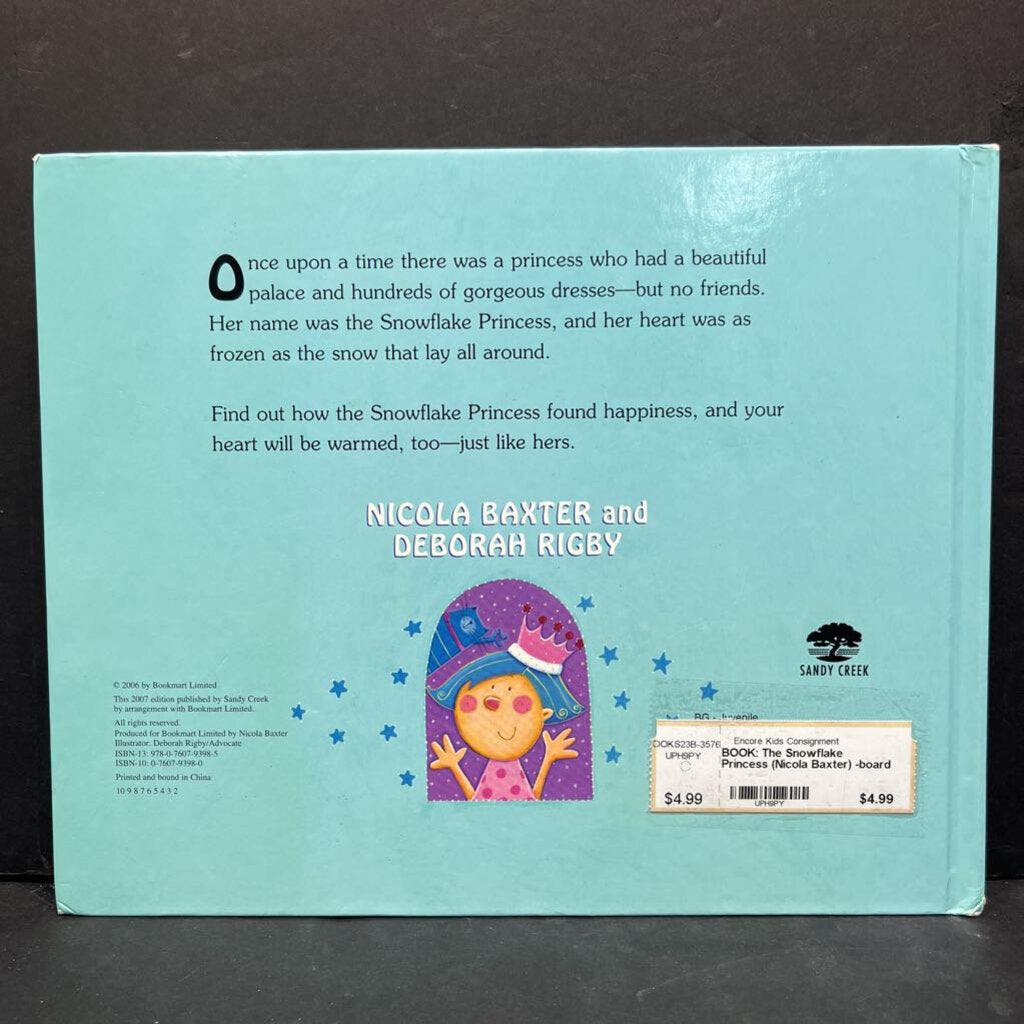 Once upon a time there was a princess who had a beautiful
palace and hundreds of gorgeous dresses—but no friends.
Her name was the Snowflake Princess, and her heart was as
frozen as the snow that lay all around.
Find out how the Snowflake Princess found happiness, and your
heart will be warmed, too—just like hers.
NICOLA BAXTER and
DEBORAH RIGBY
SANDY CREEK
© 2006 by Bookmart Limited
This 2007 edition published by Sandy Creek
by arrangement with Bookmart Limited.
All rights reserved.
Produced for Bookmart Limited by Nicola Baxter
Illustrator: Deborah Rigby/Advocate
ISBN-13: 978-0-7607-9398-5
ISBN-10: 0-7607-9398-0
Printed and bound in China
10 9 8 7 6 5 4 3 2
BG - Juvenile
OOKS23B-3576
UPH9PY
$4.99
Encore Kids Consignment
BOOK: The Snowflake
Princess (Nicola Baxter) -board
UPH9PY
$4.99